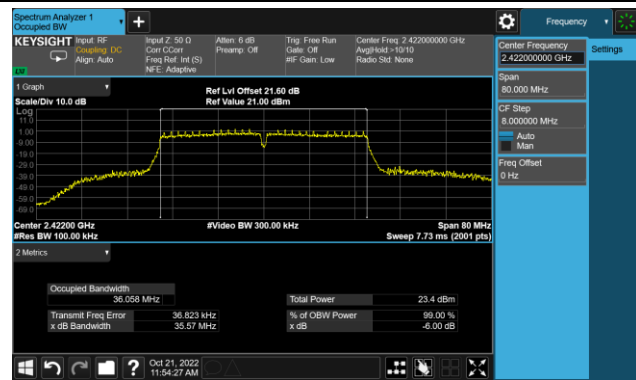 Spectrum Analyzer 1
Occupied BW
+
Frequency
KEYSIGHT
Input: RF
Coupling: DC
Align: Auto
Input Z: 50 Ω
Corr CCorr
Freq Ref: Int (S)
NFE: Adaptive
Atten: 6 dB
Preamp: Off
Trig: Free Run
Gate: Off
#IF Gain: Low
Center Freq: 2.422000000 GHz
Avg|Hold:>10/10
Radio Std: None
Center Frequency
2.422000000 GHz
Settings
Span
80.000 MHz
CF Step
8.000000 MHz
Auto
Man
Freq Offset
0 Hz
1 Graph
Scale/Div 10.0 dB
Ref Lvl Offset 21.60 dB
Ref Value 21.00 dBm
Log
11.0
1.00
-9.00
-19.0
-29.0
-39.0
-49.0
-59.0
-69.0
Center 2.42200 GHz
#Res BW 100.00 kHz
#Video BW 300.00 kHz
Span 80 MHz
Sweep 7.73 ms (2001 pts)
2 Metrics
Occupied Bandwidth
36.058 MHz
Total Power 23.4 dBm
Transmit Freq Error 36.823 kHz
% of OBW Power 99.00 %
x dB Bandwidth 35.57 MHz
x dB -6.00 dB
?
Oct 21, 2022
11:54:27 AM